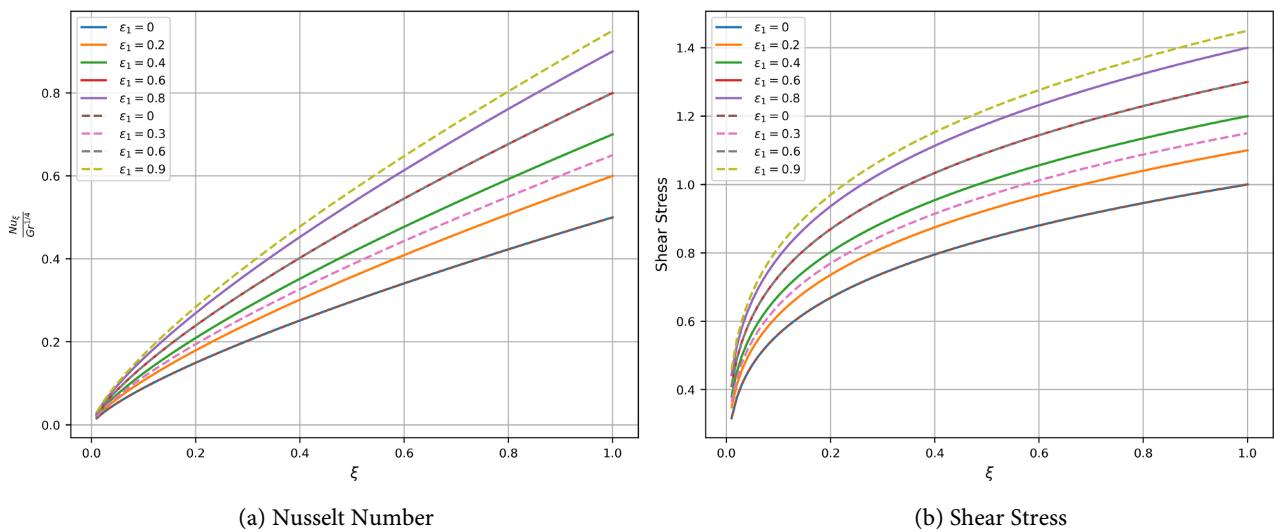 ε₁ = 0
ε₁ = 0.2
ε₁ = 0.4
ε₁ = 0.6
ε₁ = 0.8
ε₁ = 0
ε₁ = 0.3
ε₁ = 0.6
ε₁ = 0.9
0.8
0.6
0.4
0.2
0.0
Nu_ξ / Gr^{1/4}
0.0 0.2 0.4 0.6 0.8 1.0
ξ
(a) Nusselt Number
ε₁ = 0
ε₁ = 0.2
ε₁ = 0.4
ε₁ = 0.6
ε₁ = 0.8
ε₁ = 0
ε₁ = 0.3
ε₁ = 0.6
ε₁ = 0.9
1.4
1.2
1.0
0.8
0.6
0.4
Shear Stress
0.0 0.2 0.4 0.6 0.8 1.0
ξ
(b) Shear Stress